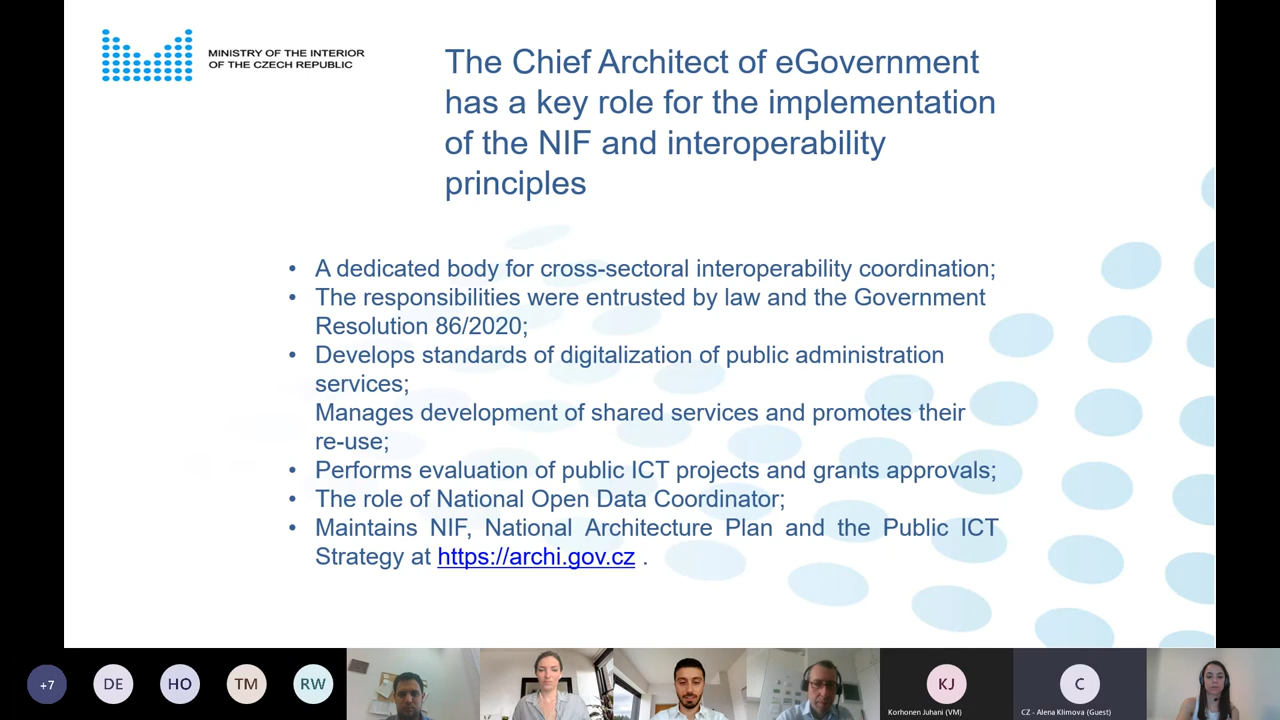 MINISTRY OF THE INTERIOR
OF THE CZECH REPUBLIC
The Chief Architect of eGovernment
has a key role for the implementation
of the NIF and interoperability
principles
• A dedicated body for cross-sectoral interoperability coordination;
• The responsibilities were entrusted by law and the Government
Resolution 86/2020;
• Develops standards of digitalization of public administration
services;
Manages development of shared services and promotes their
re-use;
• Performs evaluation of public ICT projects and grants approvals;
• The role of National Open Data Coordinator;
• Maintains NIF, National Architecture Plan and the Public ICT
Strategy at https://archi.gov.cz .
+7
DE
HO
TM
RW
KJ
Korhonen Juhani (VM)
C
CZ - Alena Klimova (Guest)